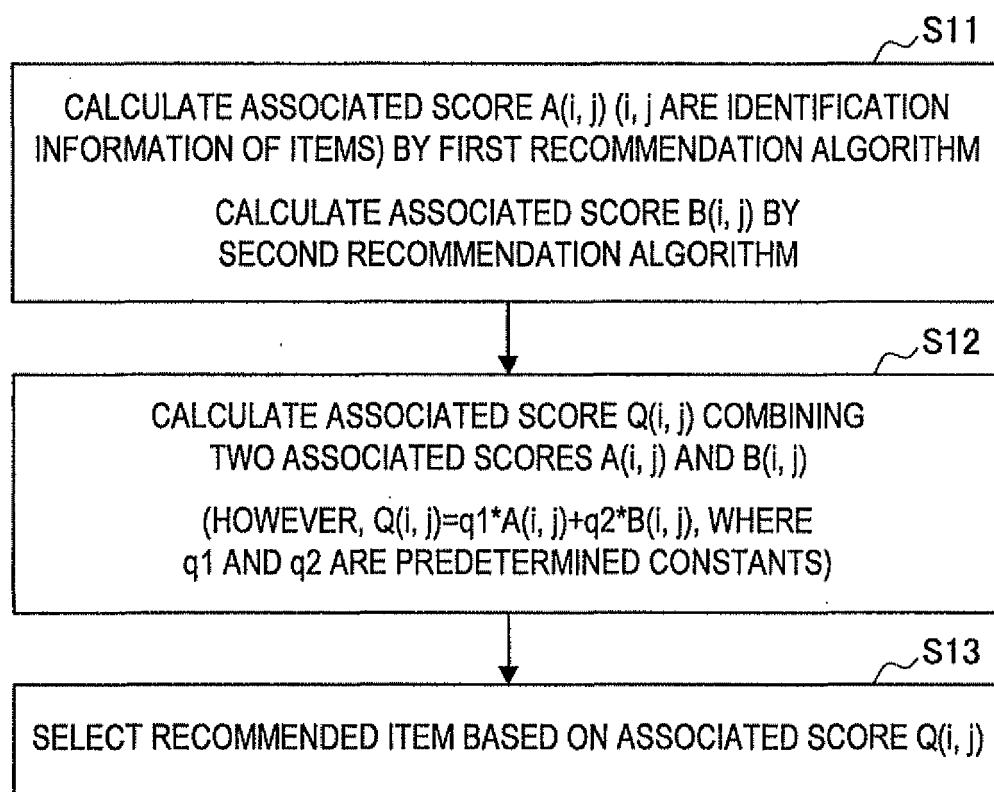 S11
CALCULATE ASSOCIATED SCORE A(i, j) (i, j ARE IDENTIFICATION
INFORMATION OF ITEMS) BY FIRST RECOMMENDATION ALGORITHM
CALCULATE ASSOCIATED SCORE B(i, j) BY
SECOND RECOMMENDATION ALGORITHM
S12
CALCULATE ASSOCIATED SCORE Q(i, j) COMBINING
TWO ASSOCIATED SCORES A(i, j) AND B(i, j)
(HOWEVER, Q(i, j)=q1*A(i, j)+q2*B(i, j), WHERE
q1 AND q2 ARE PREDETERMINED CONSTANTS)
S13
SELECT RECOMMENDED ITEM BASED ON ASSOCIATED SCORE Q(i, j)